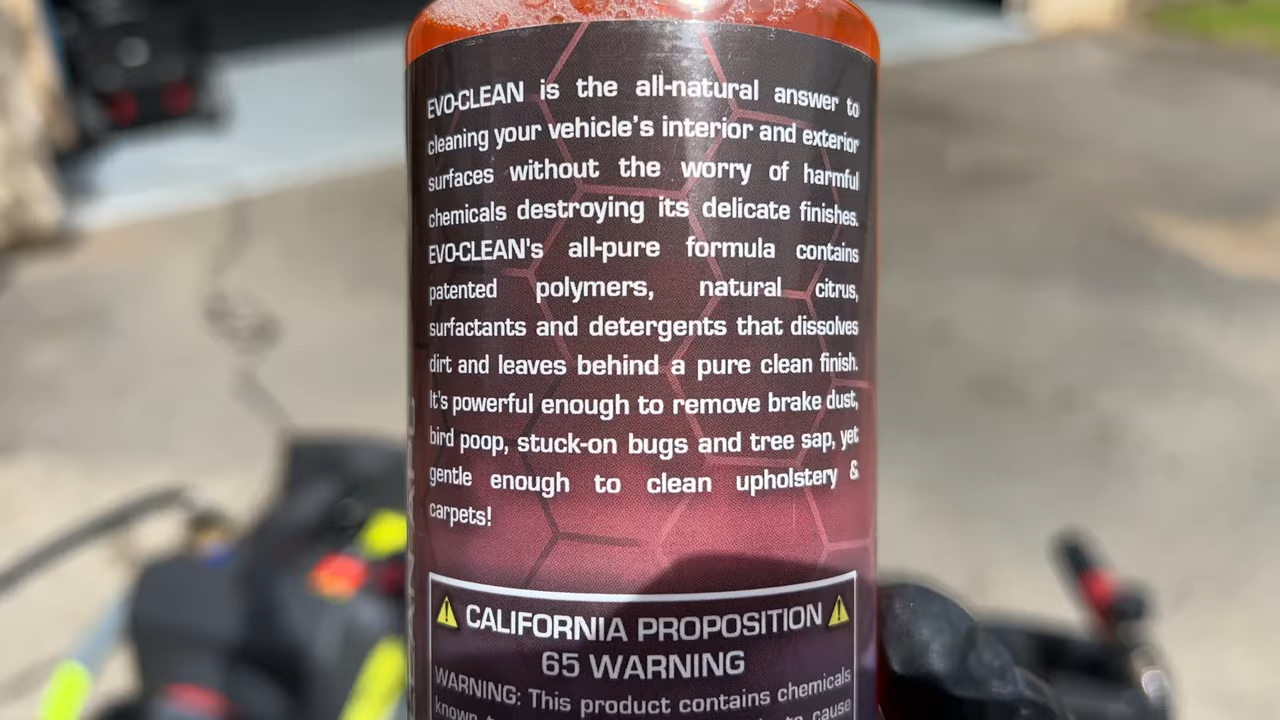 EVO-CLEAN is the all-natural answer to
cleaning your vehicle's interior and exterior
surfaces without the worry of harmful
chemicals destroying its delicate finishes.
EVO-CLEAN's all-pure formula contains
patented polymers, natural citrus,
surfactants and detergents that dissolves
dirt and leaves behind a pure clean finish.
It's powerful enough to remove brake dust,
bird poop, stuck-on bugs and tree sap, yet
gentle enough to clean upholstery &
carpets!
CALIFORNIA PROPOSITION
65 WARNING
WARNING: This product contains chemicals
known to cause